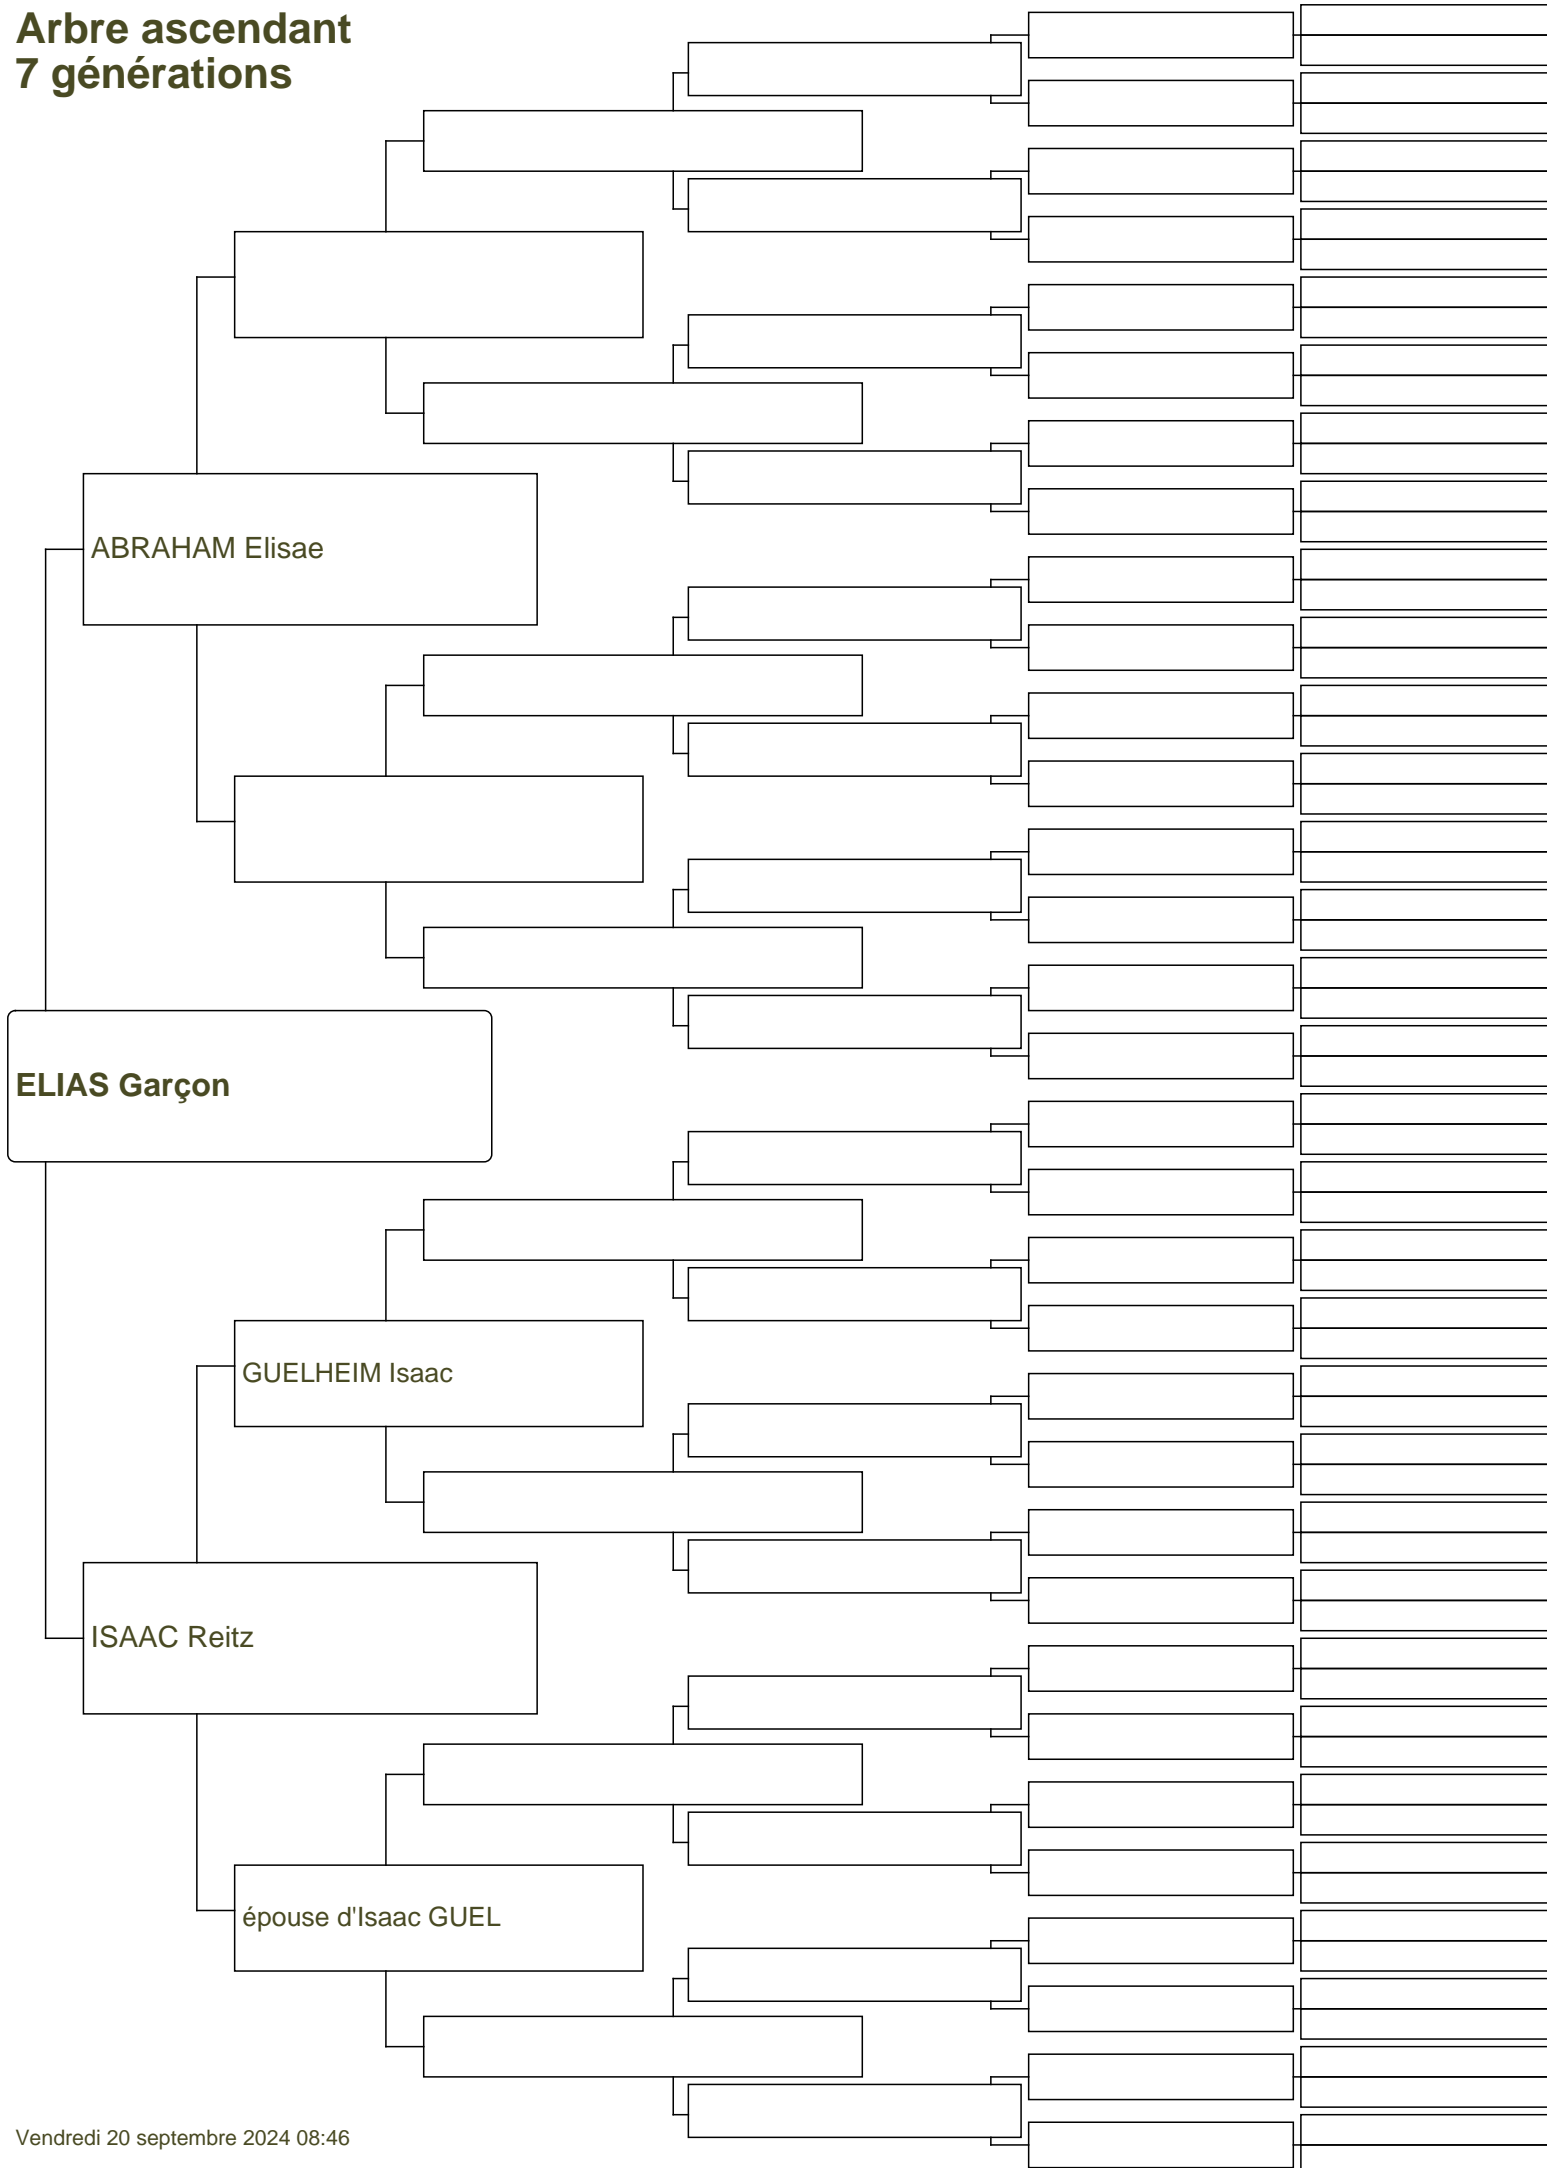 Arbre ascendant
7 générations
ABRAHAM Elisae
ELIAS Garçon
GUELHEIM Isaac
ISAAC Reitz
épouse d'Isaac GUEL
Vendredi 20 septembre 2024 08:46